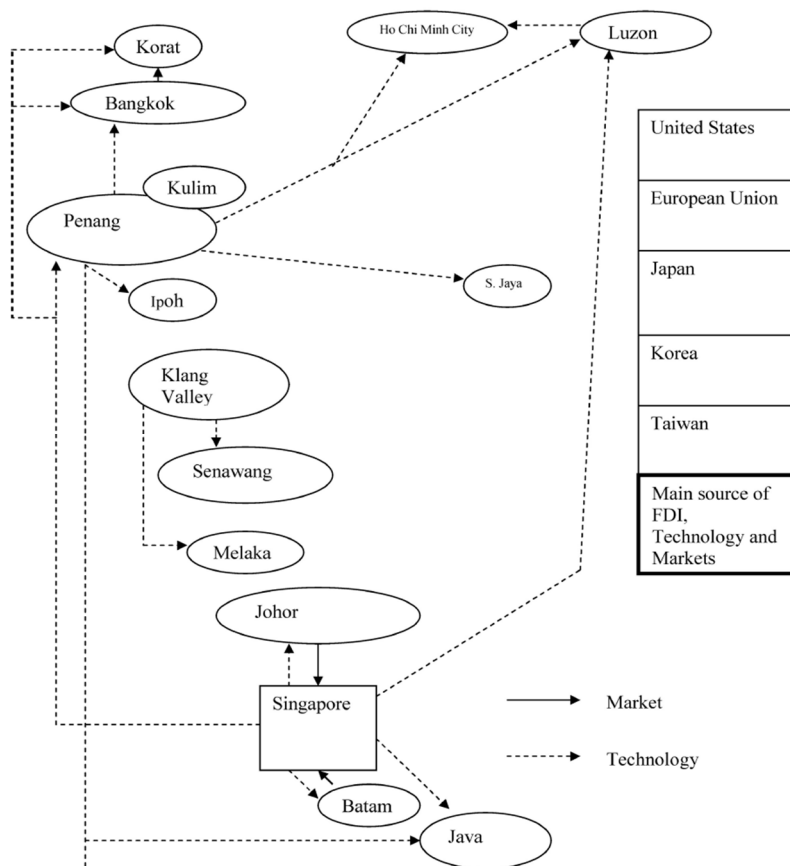 Korat
Ho Chi Minh City
Luzon
Bangkok
United States
Kulim
European Union
Penang
Japan
Ipoh
S. Jaya
Korea
Klang
Valley
Taiwan
Senawang
Main source of
FDI,
Technology and
Markets
Melaka
Johor
Singapore
Market
Technology
Batam
Java